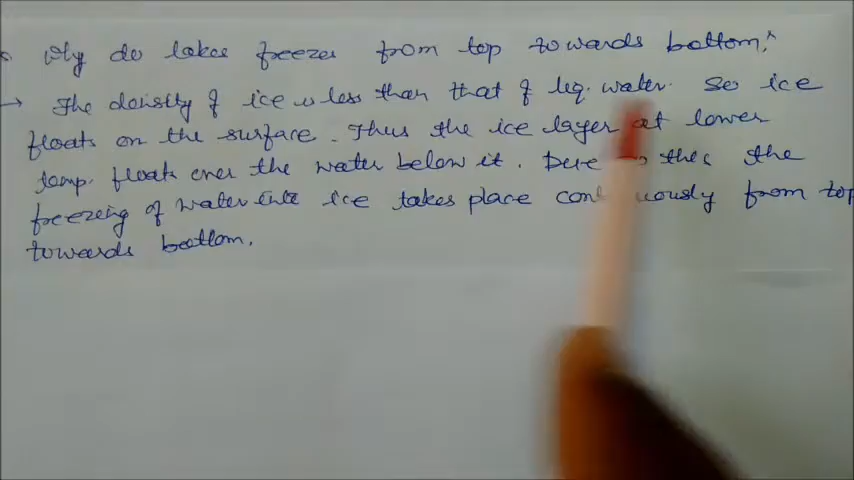 Why do lakes freezes from top towards bottom?
→ The density of ice is less than that of liq. water. So ice
floats on the surface. Thus the ice layer at lower
temp. floats over the water below it. Due to this the
freezing of water into ice takes place continuously from top
towards bottom.